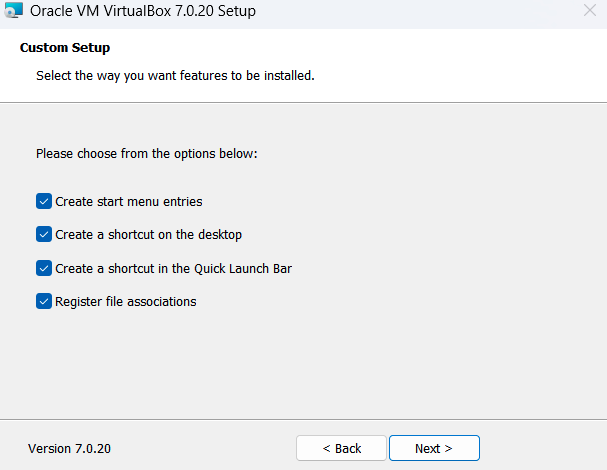 Oracle VM VirtualBox 7.0.20 Setup
Custom Setup
Select the way you want features to be installed.
Please choose from the options below:
Create start menu entries
Create a shortcut on the desktop
Create a shortcut in the Quick Launch Bar
Register file associations
Version 7.0.20
< Back
Next >